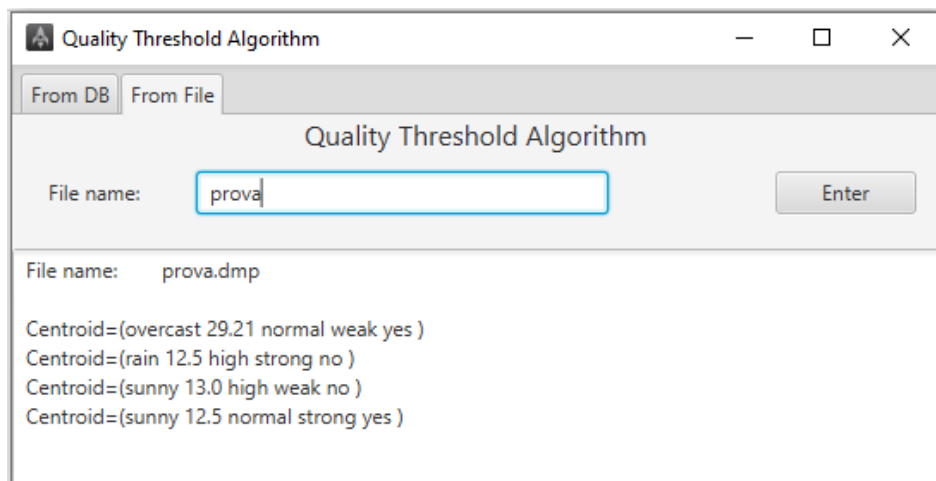 Quality Threshold Algorithm
From DB From File
Quality Threshold Algorithm
File name: prova Enter
File name: prova.dmp
Centroid=(overcast 29.21 normal weak yes )
Centroid=(rain 12.5 high strong no )
Centroid=(sunny 13.0 high weak no )
Centroid=(sunny 12.5 normal strong yes )